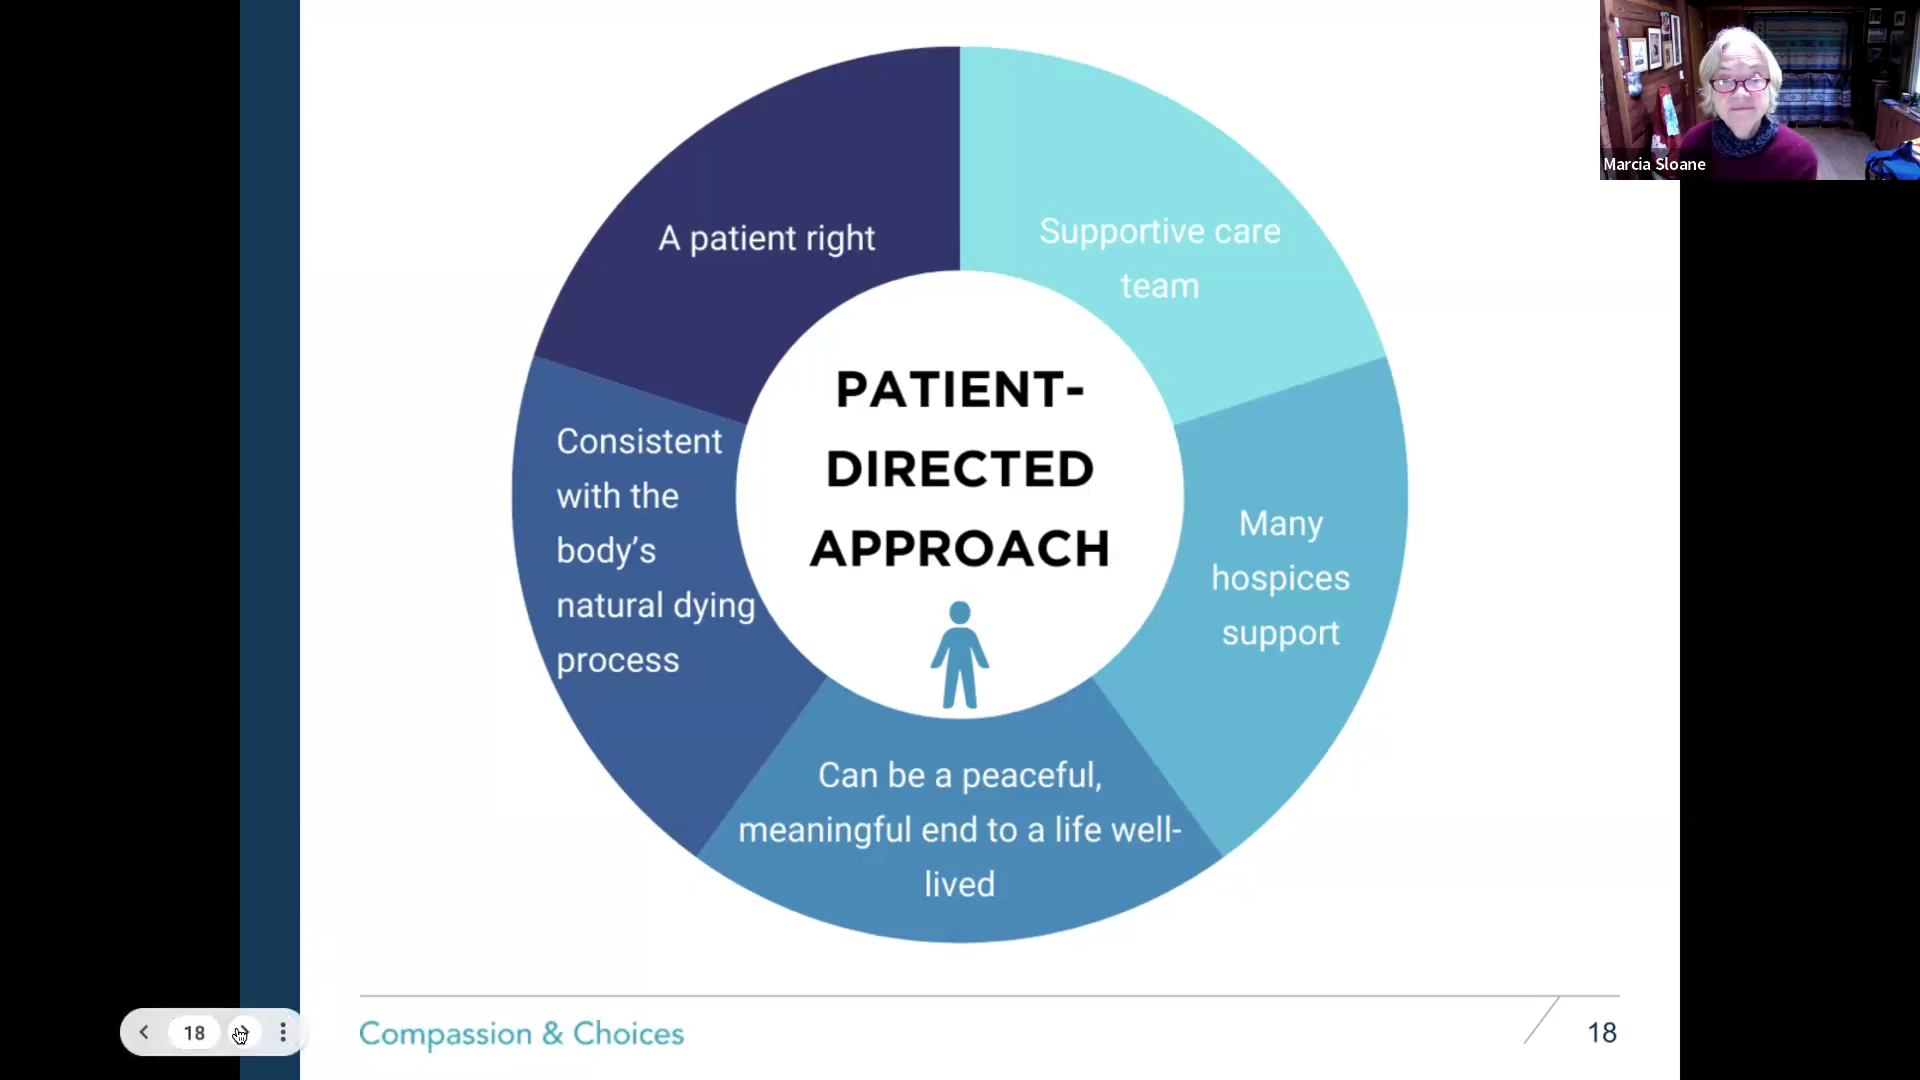 Marcia Sloane
A patient right
Supportive care
team
PATIENT-
DIRECTED
APPROACH
Consistent
with the
body’s
natural dying
process
Many
hospices
support
Can be a peaceful,
meaningful end to a life well-
lived
18
Compassion & Choices
18